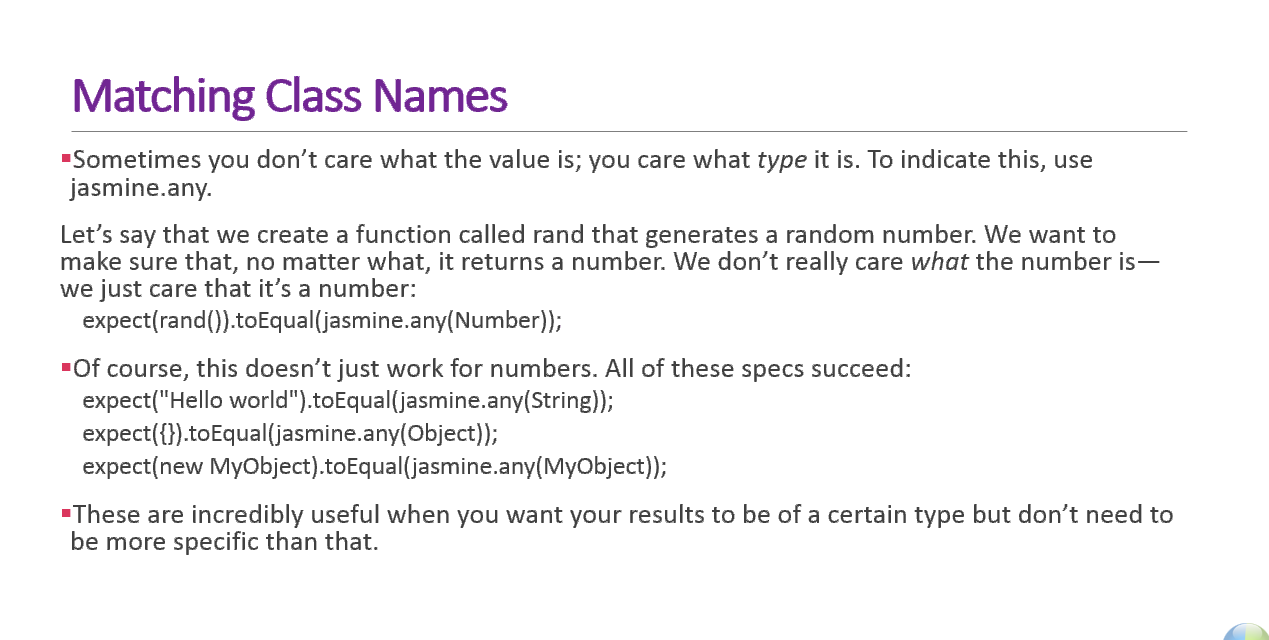 Matching Class Names
▪Sometimes you don’t care what the value is; you care what type it is. To indicate this, use
jasmine.any.
Let’s say that we create a function called rand that generates a random number. We want to
make sure that, no matter what, it returns a number. We don’t really care what the number is—
we just care that it’s a number:
expect(rand()).toEqual(jasmine.any(Number));
▪Of course, this doesn’t just work for numbers. All of these specs succeed:
expect("Hello world").toEqual(jasmine.any(String));
expect({}).toEqual(jasmine.any(Object));
expect(new MyObject).toEqual(jasmine.any(MyObject));
▪These are incredibly useful when you want your results to be of a certain type but don’t need to
be more specific than that.